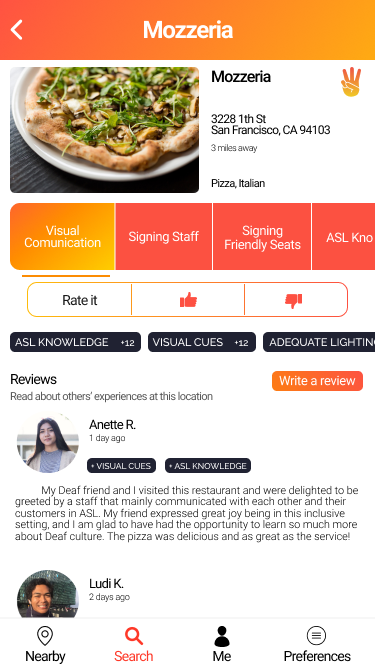 Mozzeria
Mozzeria
3228 1th St
San Francisco, CA 94103
3 miles away
Pizza, Italian
Visual
Comunication
Signing Staff
Signing
Friendly Seats
ASL Kno
Rate it
ASL KNOWLEDGE +12
VISUAL CUES +12
ADEQUATE LIGHTIN
Reviews
Write a review
Read about others' experiences at this location
Anette R.
1 day ago
+ VISUAL CUES
+ ASL KNOWLEDGE
My Deaf friend and I visited this restaurant and were delighted to be
greeted by a staff that mainly communicated with each other and their
customers in ASL. My friend expressed great joy being in this inclusive
setting, and I am glad to have had the opportunity to learn so much more
about Deaf culture. The pizza was delicious and as great as the service!
Ludi K.
2 days ago
Nearby
Search
Me
Preferences